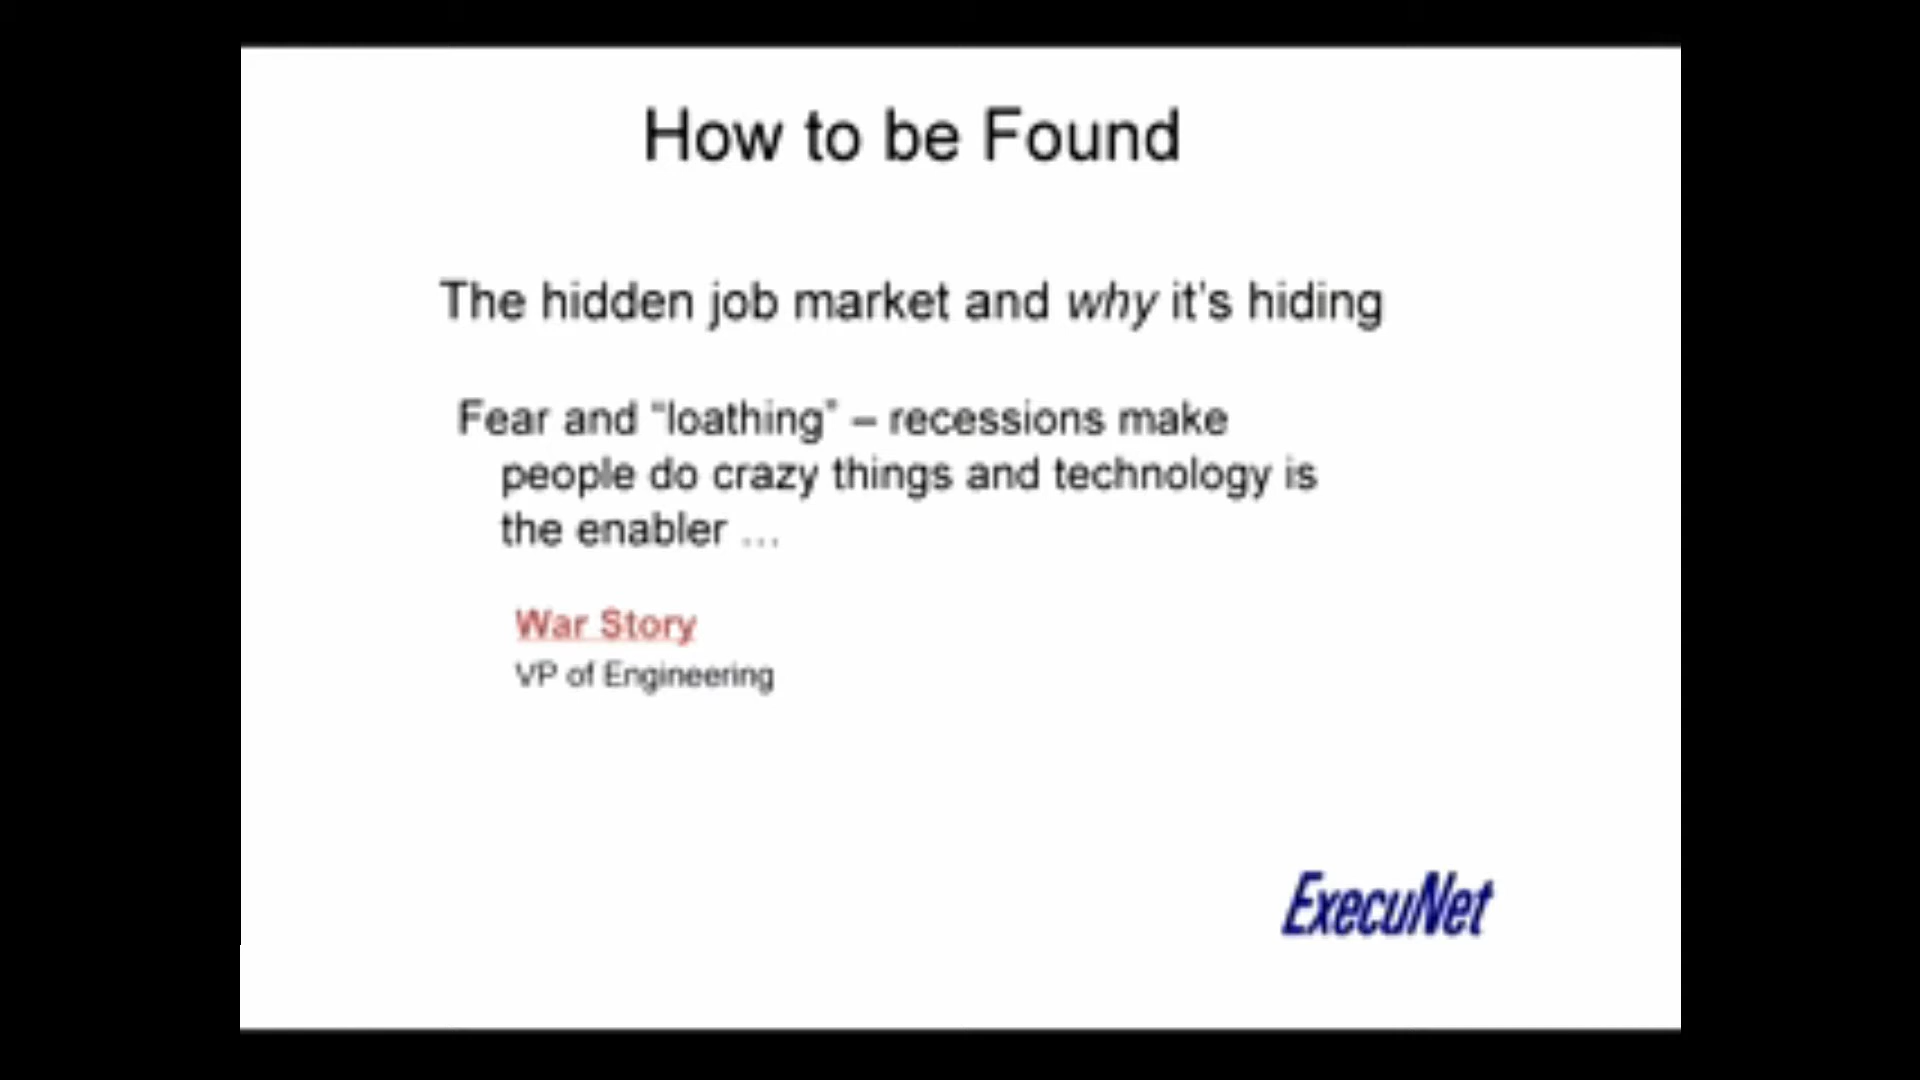 How to be Found
The hidden job market and why it's hiding
Fear and “loathing” – recessions make
people do crazy things and technology is
the enabler …
War Story
VP of Engineering
ExecuNet